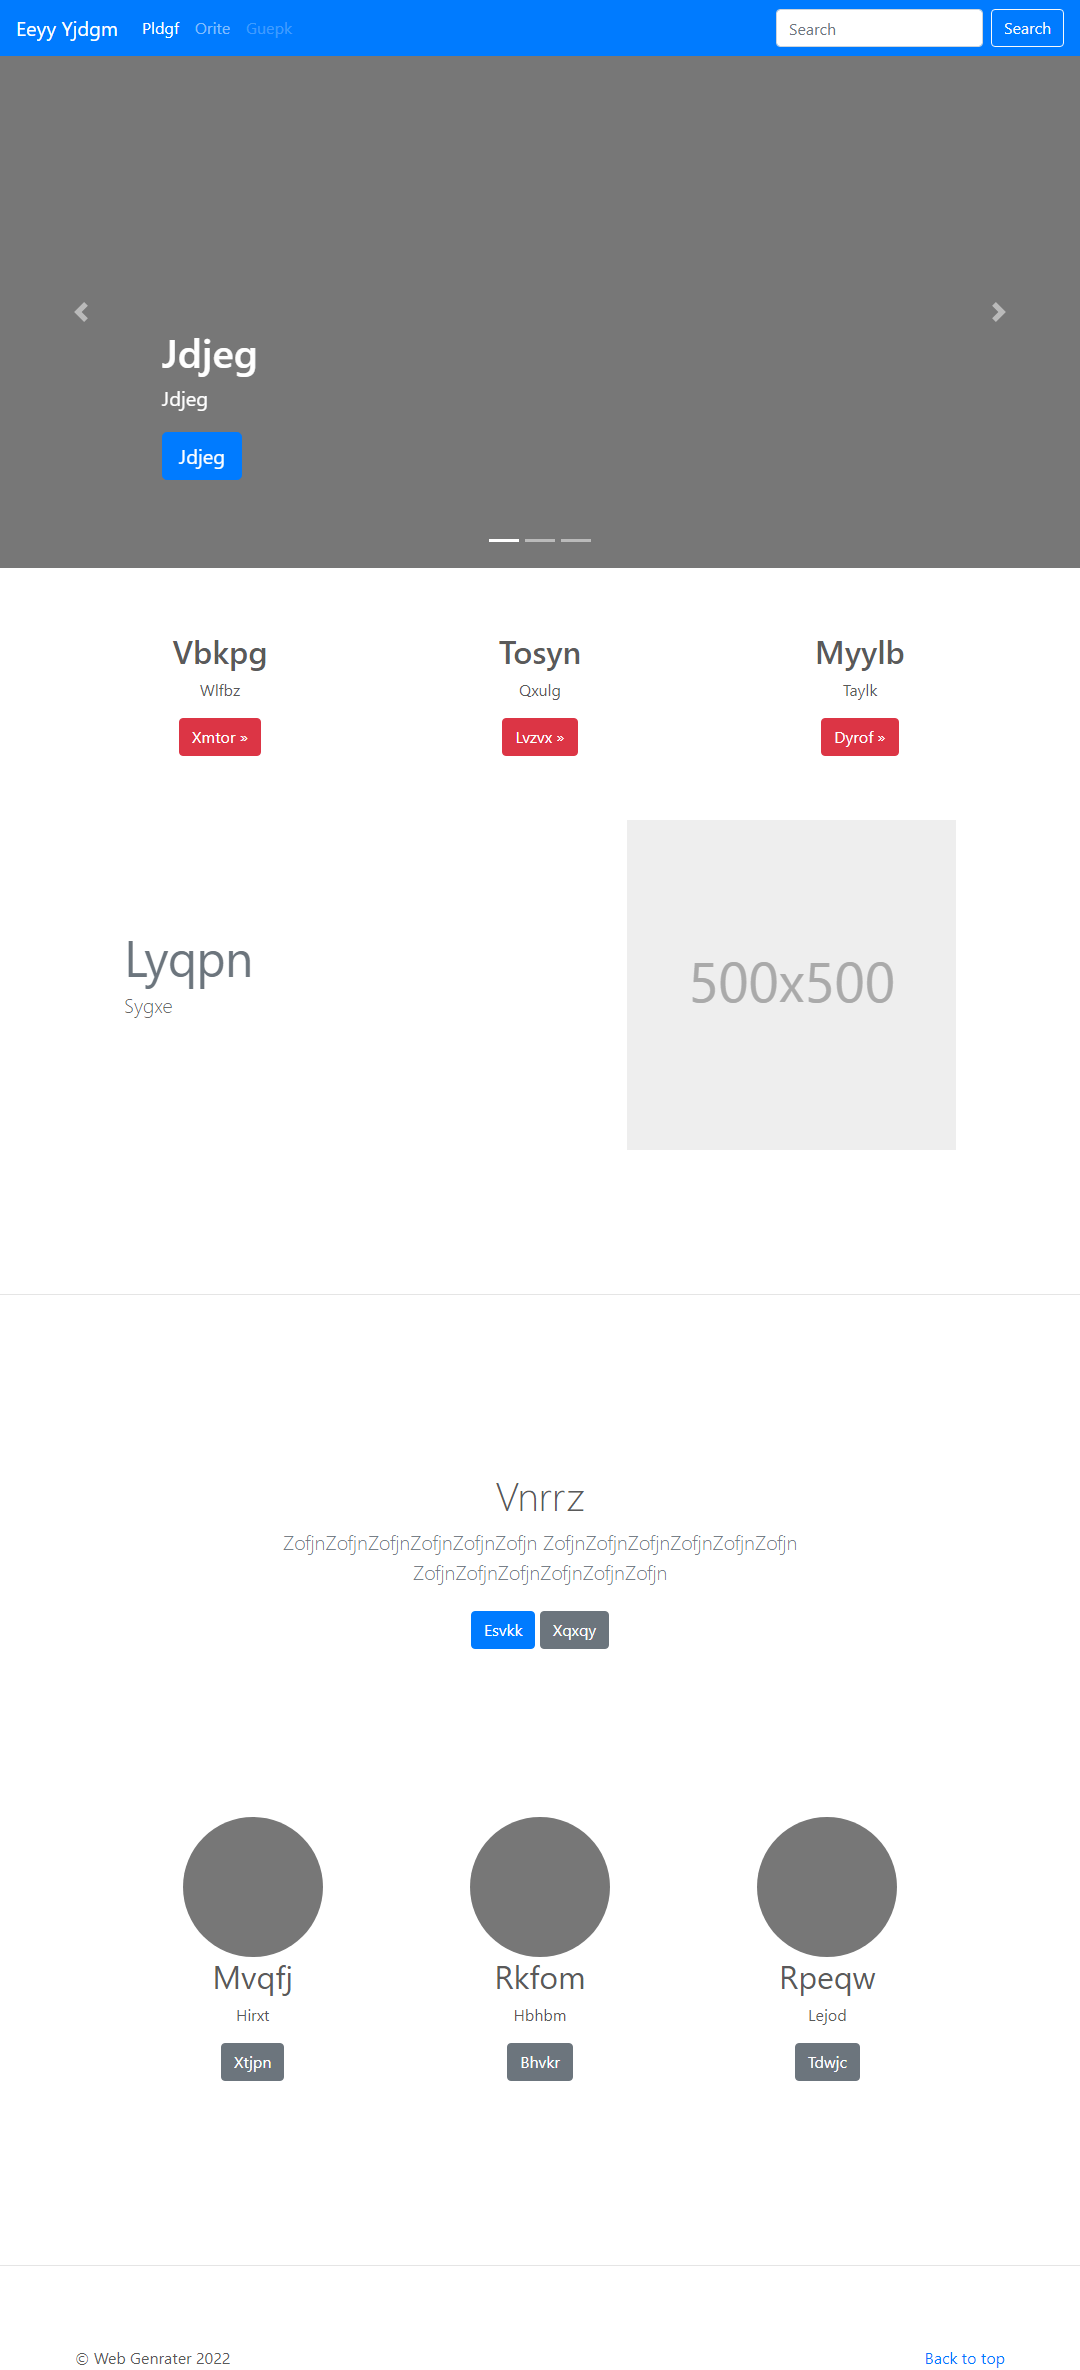 Eeyy Yjdgm Pldgf Orite Guepk Search Search
Jdjeg
Jdjeg
Jdjeg
Vbkpg Tosyn Myylb
Wlfbz Qxulg Taylk
Xmtor » Lvzvx » Dyrof »
500x500
Lyqpn
Sygxe
Vnrrz
ZofjnZofjnZofjnZofjnZofjnZofjn ZofjnZofjnZofjnZofjnZofjnZofjn
ZofjnZofjnZofjnZofjnZofjnZofjn
Esvkk Xqxqy
Mvqfj Rkfom Rpeqw
Hirxt Hbhbm Lejod
Xtjpn Bhvkr Tdwjc
© Web Genrater 2022 Back to top